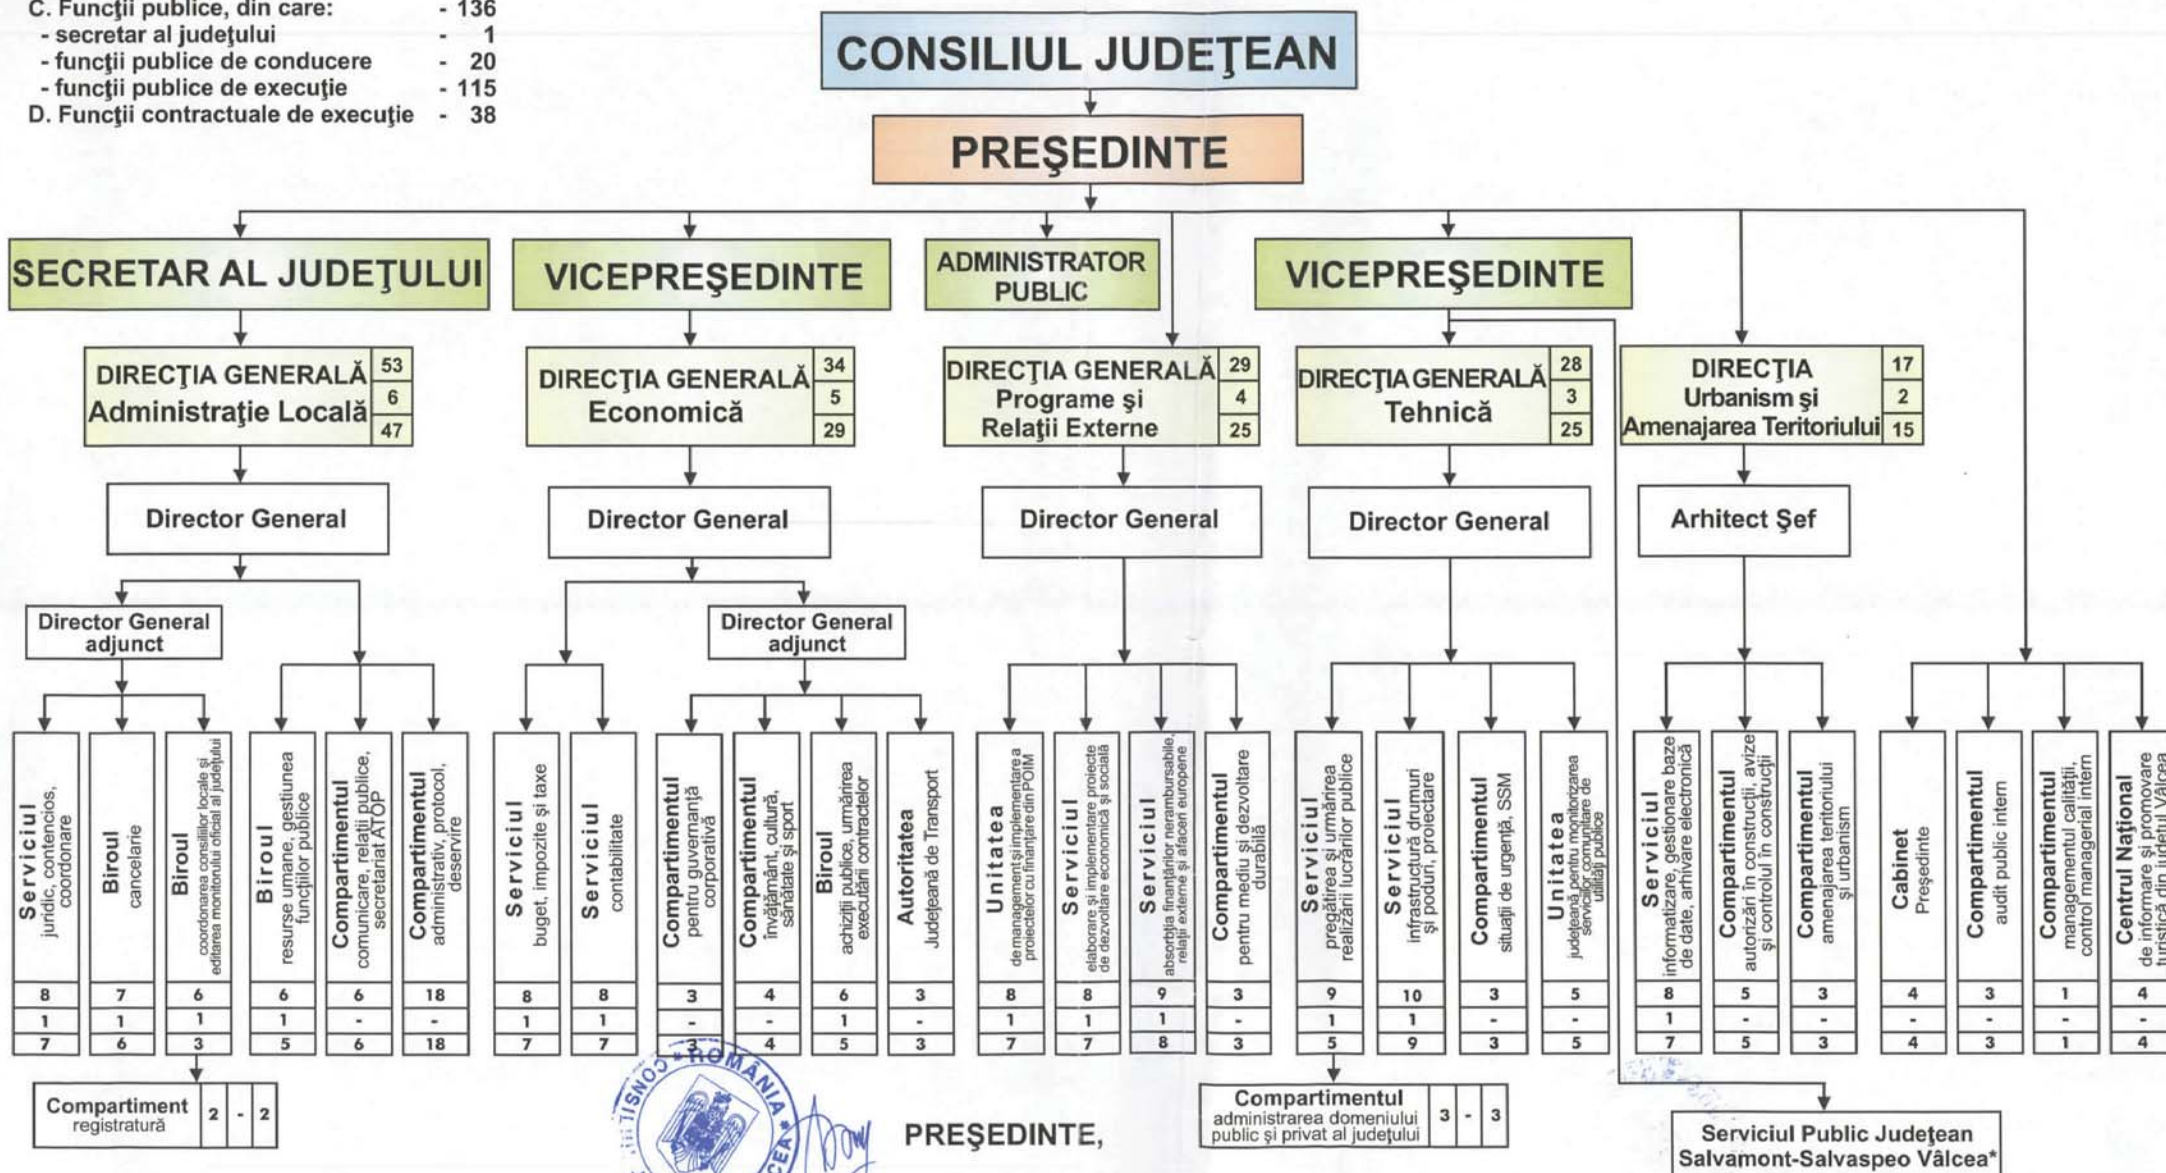 C. Funcţii publice, din care: - 136
- secretar al judeţului - 1
- funcţii publice de conducere - 20
- funcţii publice de execuţie - 115
D. Funcţii contractuale de execuţie - 38
CONSILIUL JUDEŢEAN
PREŞEDINTE
SECRETAR AL JUDEŢULUI
VICEPREŞEDINTE
ADMINISTRATOR
PUBLIC
VICEPREŞEDINTE
DIRECŢIA GENERALĂ
Administraţie Locală
53
6
47
DIRECŢIA GENERALĂ
Economică
34
5
29
DIRECŢIA GENERALĂ
Programe şi
Relaţii Externe
29
4
25
DIRECŢIA GENERALĂ
Tehnică
28
3
25
DIRECŢIA
Urbanism şi
Amenajarea Teritoriului
17
2
15
Director General
Director General
Director General
Director General
Arhitect Şef
Director General
adjunct
Director General
adjunct
Serviciul
juridic, contencios,
coordonare
8
1
7
Biroul
cancelarie
7
1
6
Biroul
coordonarea consiliilor locale şi
editarea monitorului oficial al judeţului
6
1
3
Biroul
resurse umane, gestiunea
funcţiilor publice
6
1
5
Compartimentul
comunicare, relaţii publice,
secretariat ATOP
6
-
6
Compartimentul
administrativ, protocol,
deservire
18
-
18
Serviciul
buget, impozite şi taxe
8
1
7
Serviciul
contabilitate
8
1
7
Compartimentul
pentru guvernanţă
corporativă
3
-
3
Compartimentul
învăţământ, cultură,
sănătate şi sport
4
-
4
Biroul
achiziţii publice, urmărirea
executării contractelor
6
1
5
Autoritatea
Judeţeană de Transport
3
-
3
Unitatea
de management şi implementare a
proiectelor cu finanţare din POIM
8
1
7
Serviciul
elaborare şi implementare proiecte
de dezvoltare economică şi socială
8
1
7
Serviciul
absorbţia finanţărilor nerambursabile,
relaţii externe şi afaceri europene
9
1
8
Compartimentul
pentru mediu şi dezvoltare
durabilă
3
-
3
Serviciul
pregătirea şi urmărirea
realizării lucrărilor publice
9
1
5
Serviciul
infrastructură drumuri
şi poduri, proiectare
10
1
9
Compartimentul
situaţii de urgenţă, SSM
3
-
3
Unitatea
judeţeană pentru monitorizarea
serviciilor comunitare de
utilităţi publice
5
-
5
Serviciul
informatizare, gestionare baze
de date, arhivare electronică
8
1
7
Compartimentul
autorizări în construcţii, avize
şi controlul în construcţii
5
-
5
Compartimentul
amenajarea teritoriului
şi urbanism
3
-
3
Cabinet
Preşedinte
4
-
4
Compartimentul
audit public intern
3
-
3
Compartimentul
managementul calităţii,
control managerial intern
1
-
1
Centrul Naţional
de informare şi promovare
turistică din judeţul Vâlcea
4
-
4
Compartiment
registratură
2 - 2
Compartimentul
administrarea domeniului
public şi privat al judeţului
3 - 3
Serviciul Public Judeţean
Salvamont-Salvaspeo Vâlcea*
PREŞEDINTE,
* ROMÂNIA *